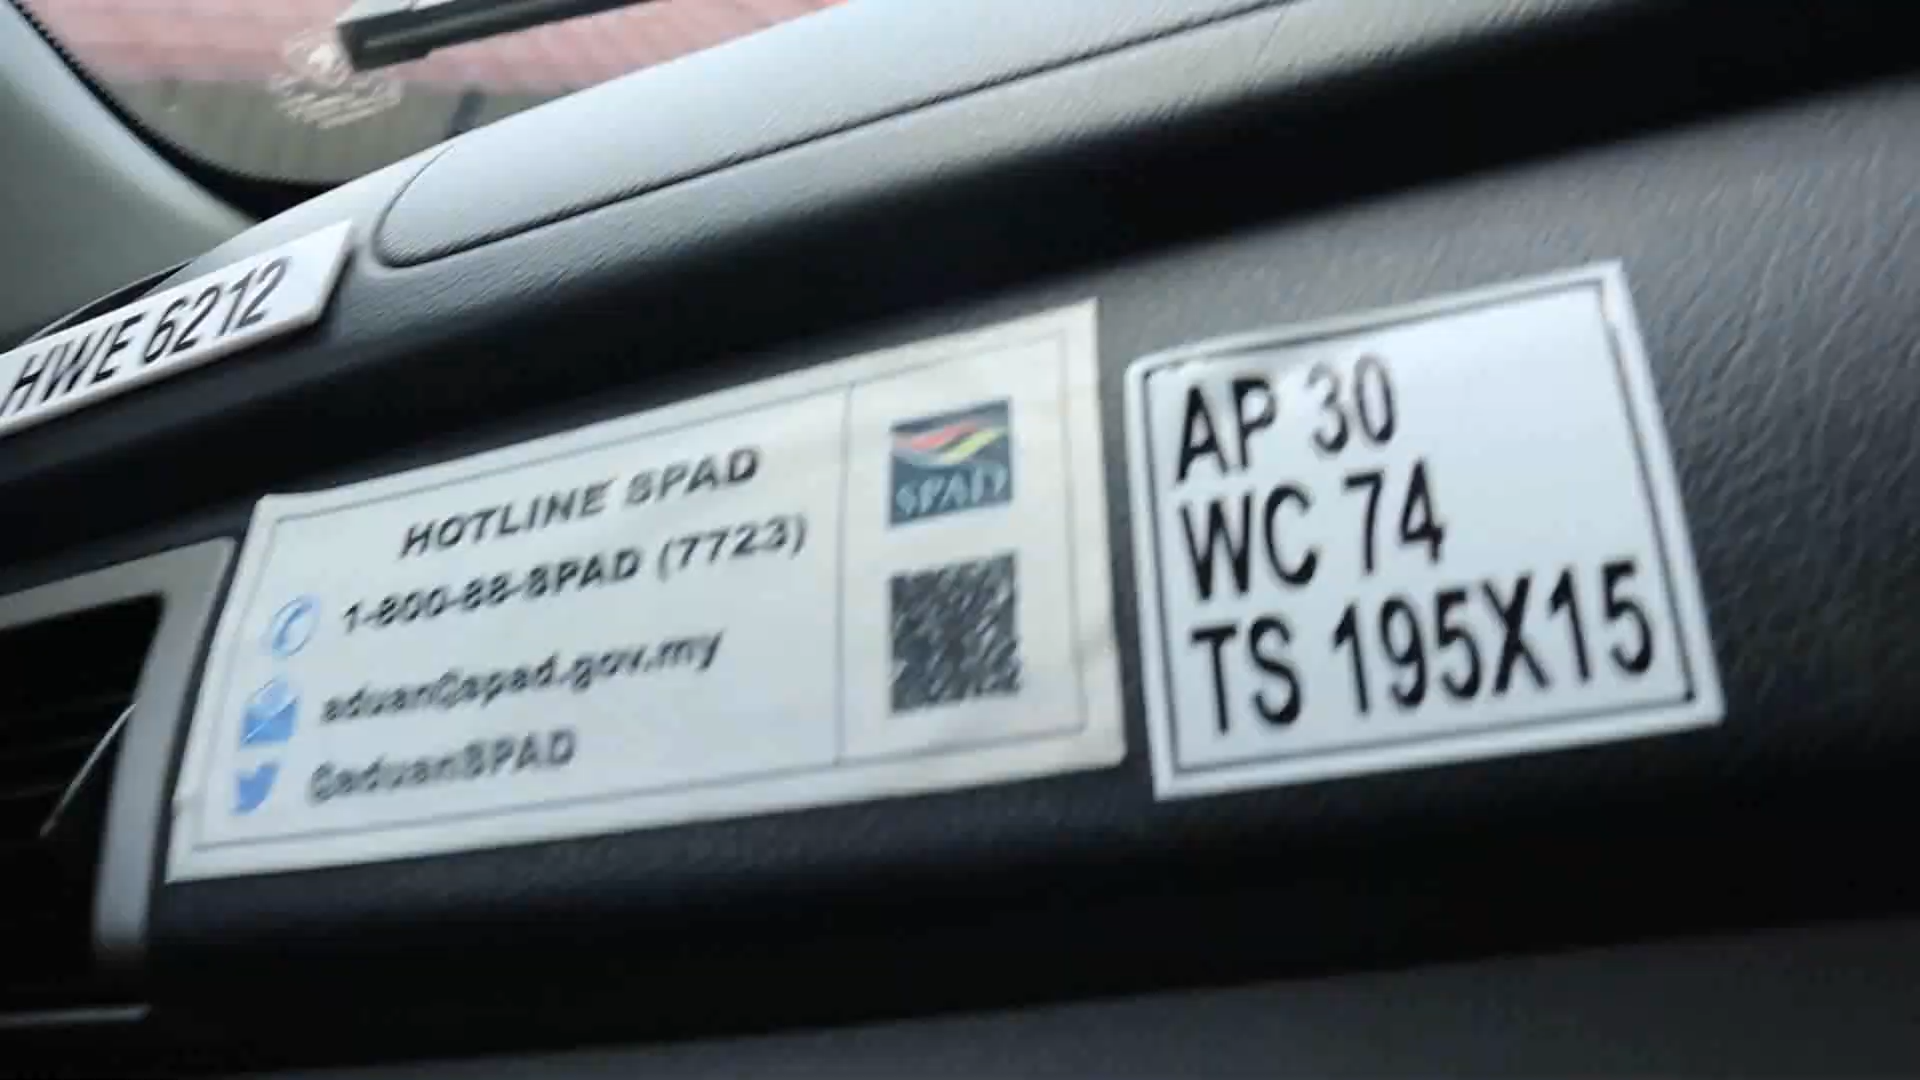 HWE 6212
HOTLINE SPAD
1-800-88-SPAD (7723)
aduan@spad.gov.my
@aduanSPAD
SPAD
AP 30
WC 74
TS 195X15